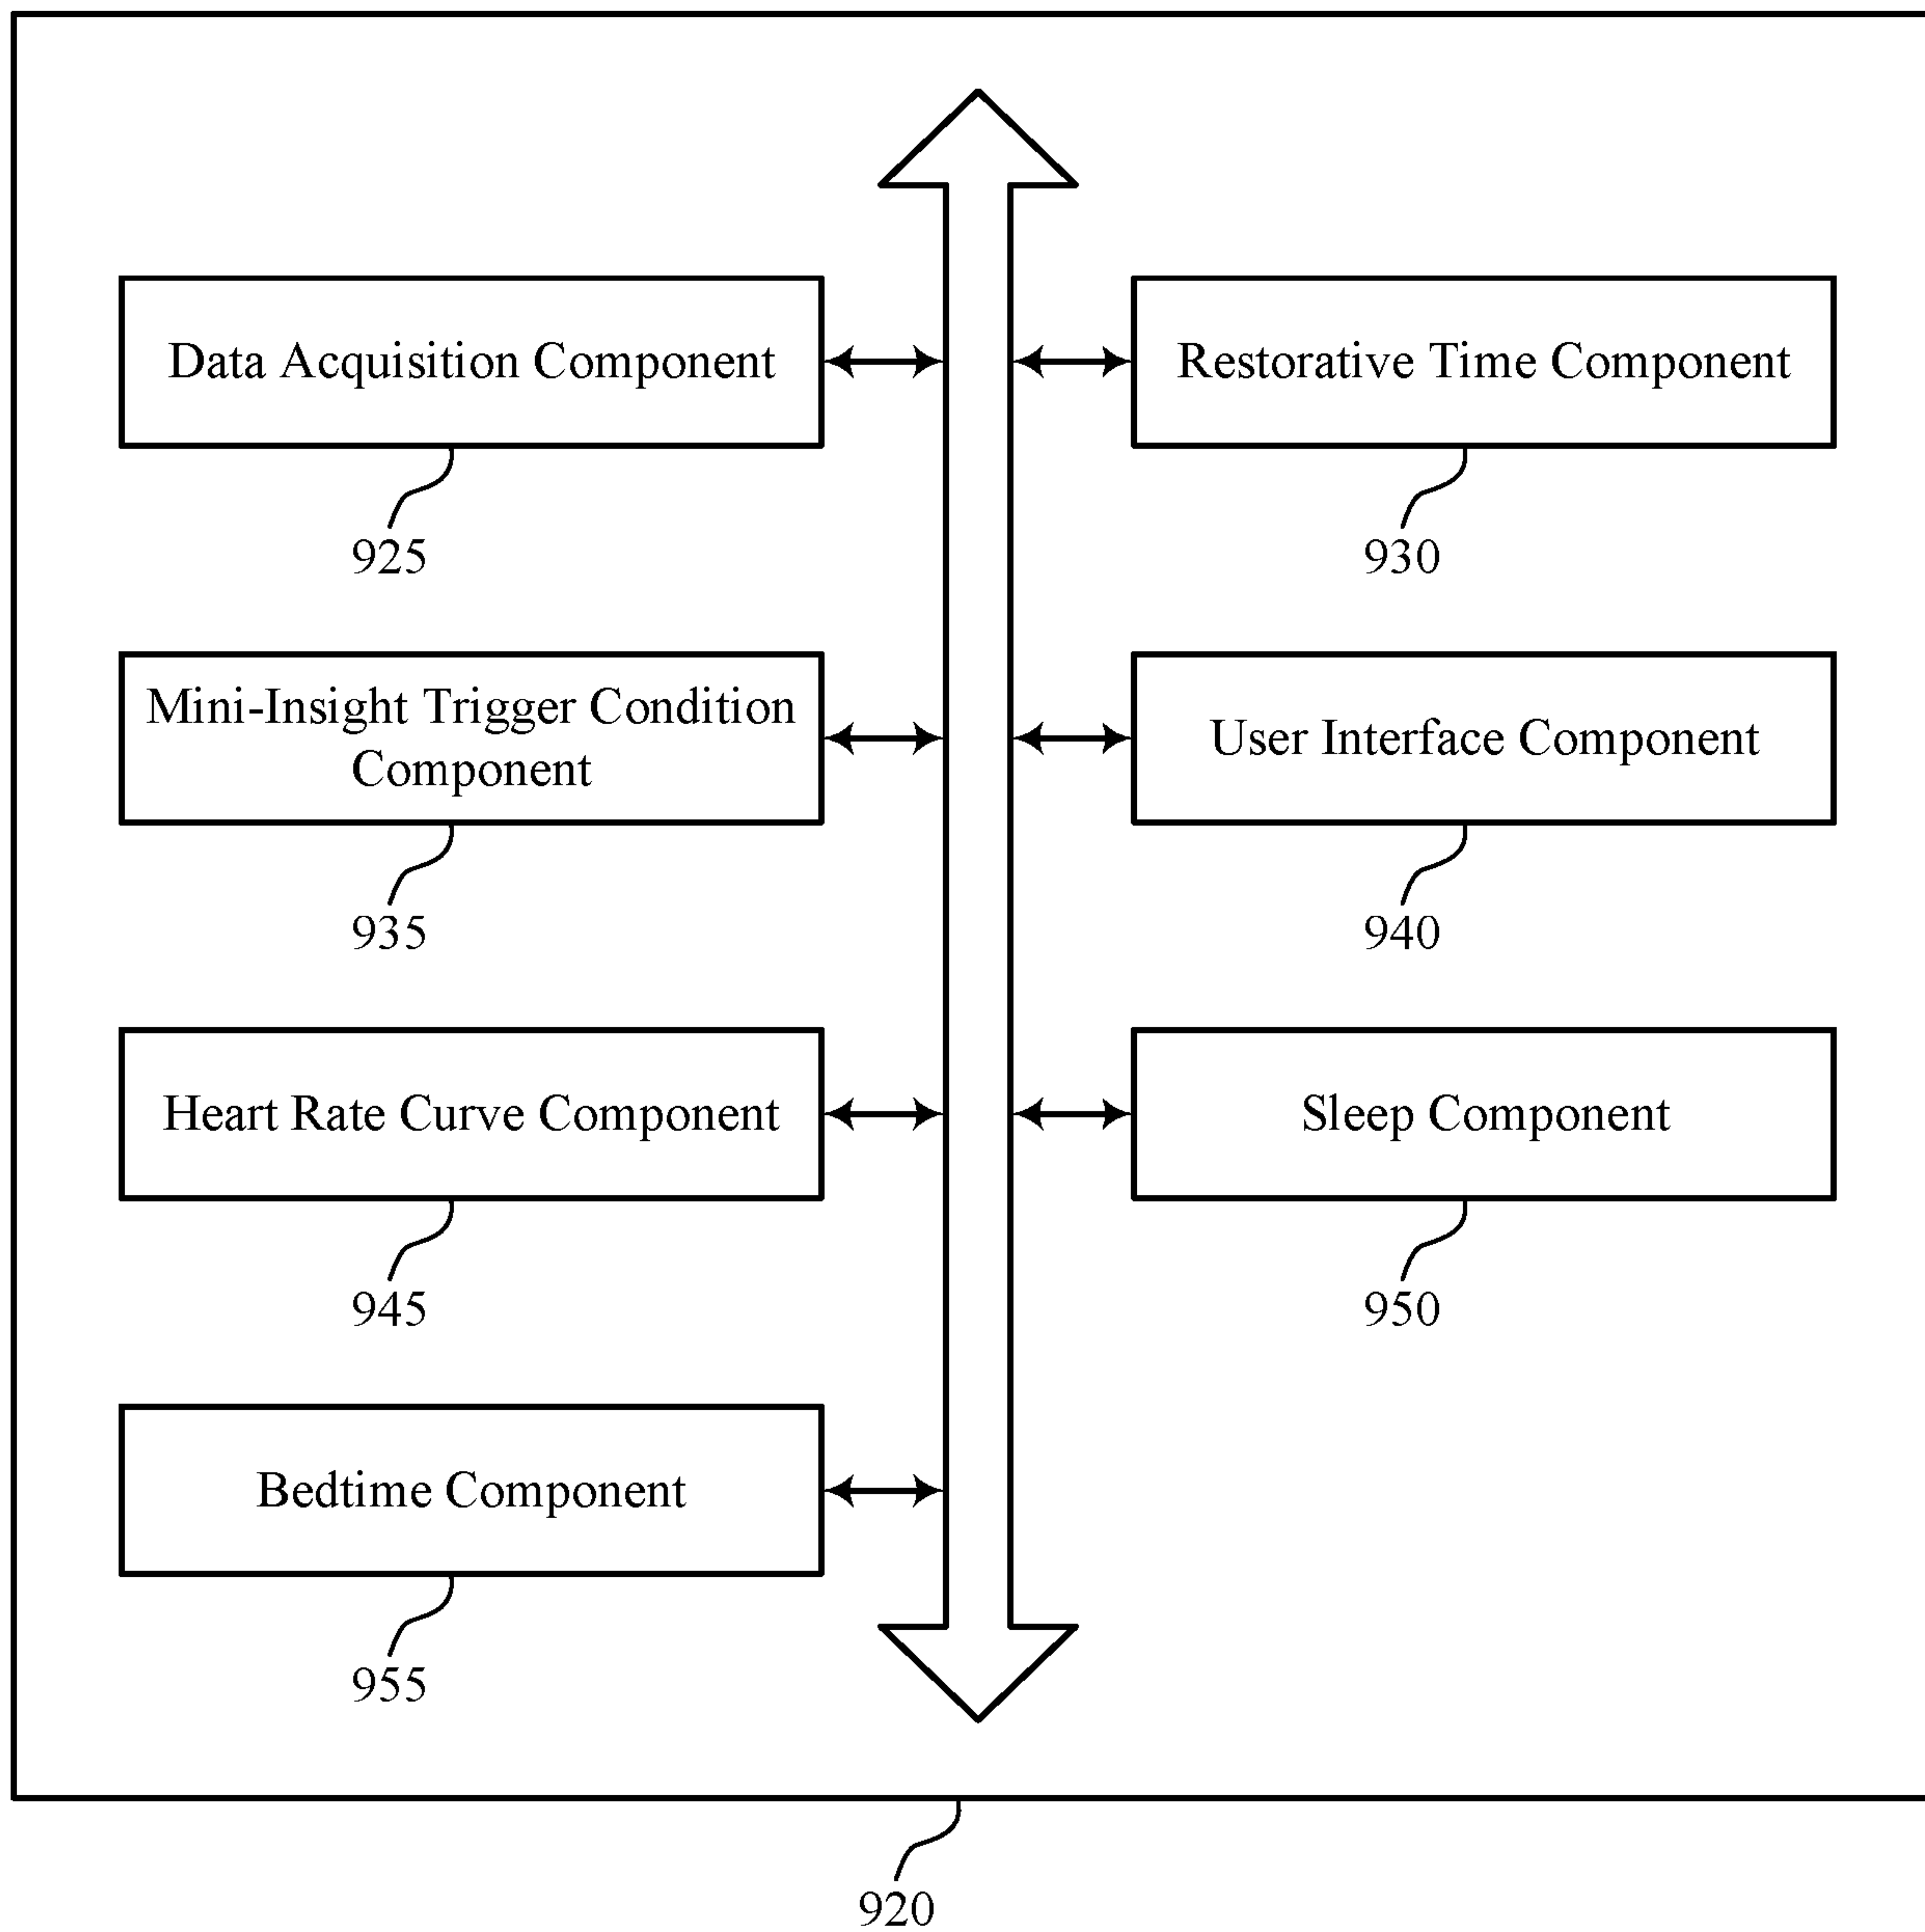 Data Acquisition Component
925
Restorative Time Component
930
Mini-Insight Trigger Condition
Component
935
User Interface Component
940
Heart Rate Curve Component
945
Sleep Component
950
Bedtime Component
955
920